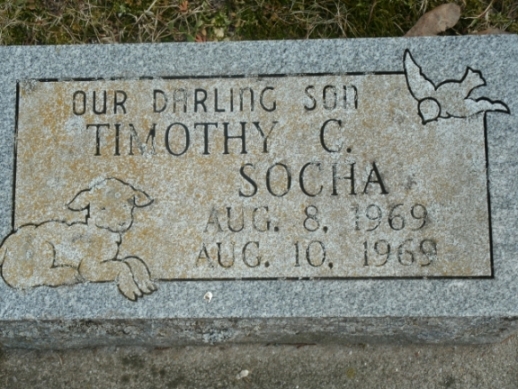 OUR DARLING SON
TIMOTHY C.
SOCHA
AUG. 8, 1969
AUG. 10, 1969